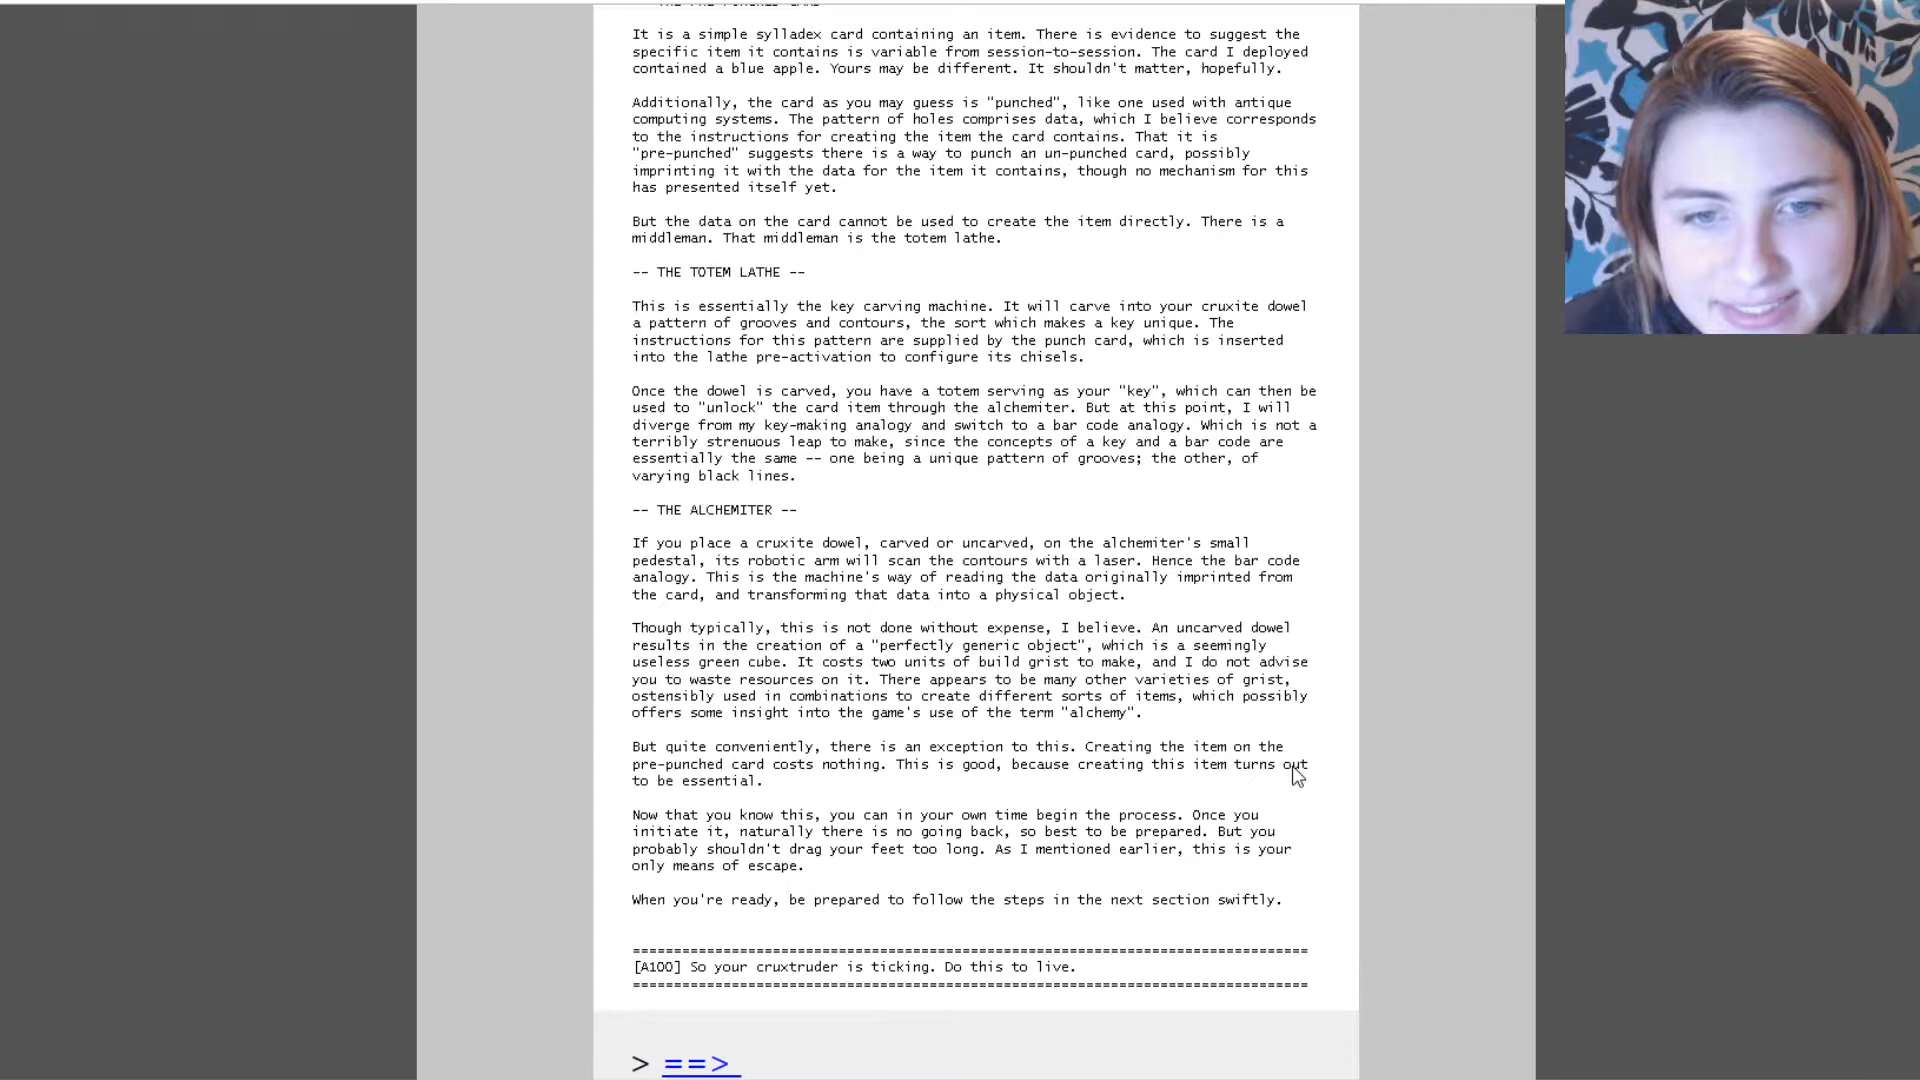 It is a simple sylladex card containing an item. There is evidence to suggest the
specific item it contains is variable from session-to-session. The card I deployed
contained a blue apple. Yours may be different. It shouldn't matter, hopefully.
Additionally, the card as you may guess is "punched", like one used with antique
computing systems. The pattern of holes comprises data, which I believe corresponds
to the instructions for creating the item the card contains. That it is
"pre-punched" suggests there is a way to punch an un-punched card, possibly
imprinting it with the data for the item it contains, though no mechanism for this
has presented itself yet.
But the data on the card cannot be used to create the item directly. There is a
middleman. That middleman is the totem lathe.
-- THE TOTEM LATHE --
This is essentially the key carving machine. It will carve into your cruxite dowel
a pattern of grooves and contours, the sort which makes a key unique. The
instructions for this pattern are supplied by the punch card, which is inserted
into the lathe pre-activation to configure its chisels.
Once the dowel is carved, you have a totem serving as your "key", which can then be
used to "unlock" the card item through the alchemiter. But at this point, I will
diverge from my key-making analogy and switch to a bar code analogy. Which is not a
terribly strenuous leap to make, since the concepts of a key and a bar code are
essentially the same -- one being a unique pattern of grooves; the other, of
varying black lines.
-- THE ALCHEMITER --
If you place a cruxite dowel, carved or uncarved, on the alchemiter's small
pedestal, its robotic arm will scan the contours with a laser. Hence the bar code
analogy. This is the machine's way of reading the data originally imprinted from
the card, and transforming that data into a physical object.
Though typically, this is not done without expense, I believe. An uncarved dowel
results in the creation of a "perfectly generic object", which is a seemingly
useless green cube. It costs two units of build grist to make, and I do not advise
you to waste resources on it. There appears to be many other varieties of grist,
ostensibly used in combinations to create different sorts of items, which possibly
offers some insight into the game's use of the term "alchemy".
But quite conveniently, there is an exception to this. Creating the item on the
pre-punched card costs nothing. This is good, because creating this item turns out
to be essential.
Now that you know this, you can in your own time begin the process. Once you
initiate it, naturally there is no going back, so best to be prepared. But you
probably shouldn't drag your feet too long. As I mentioned earlier, this is your
only means of escape.
When you're ready, be prepared to follow the steps in the next section swiftly.
==================================================================================
[A100] So your cruxtruder is ticking. Do this to live.
==================================================================================
> ==>